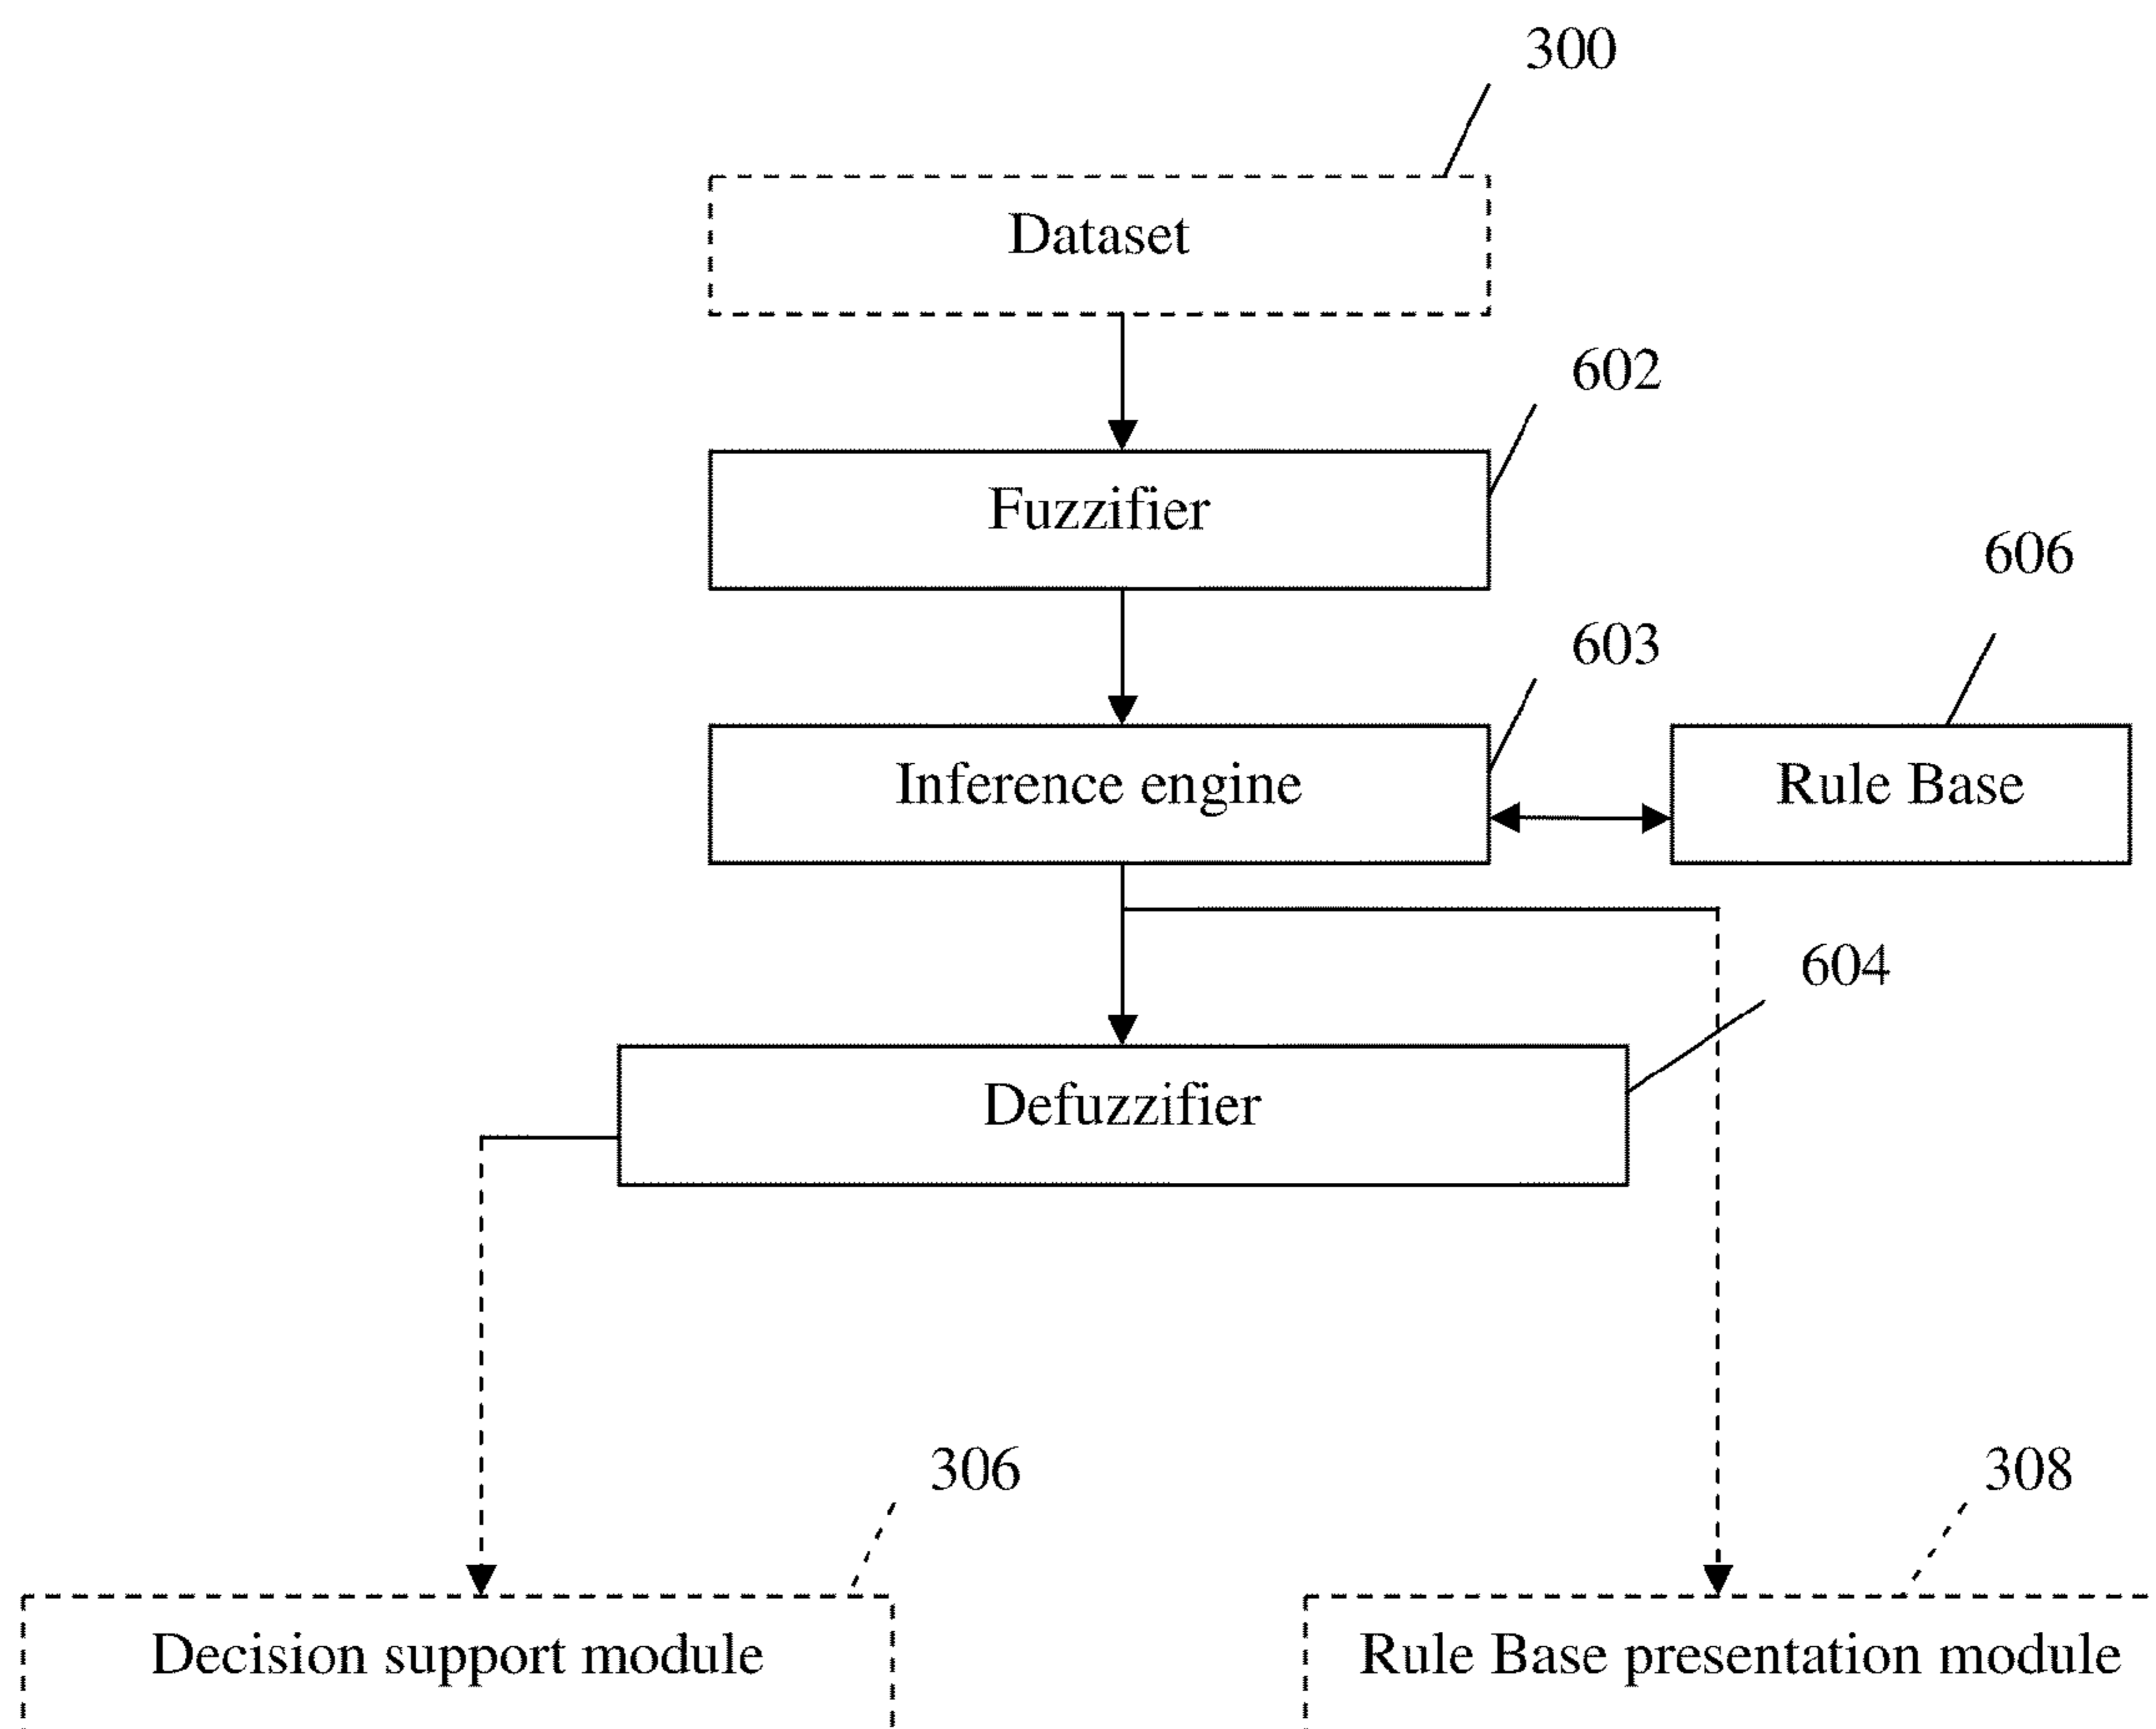 300
Dataset
602
Fuzzifier
606
603
Inference engine
Rule Base
604
Defuzzifier
306
308
Decision support module
Rule Base presentation module